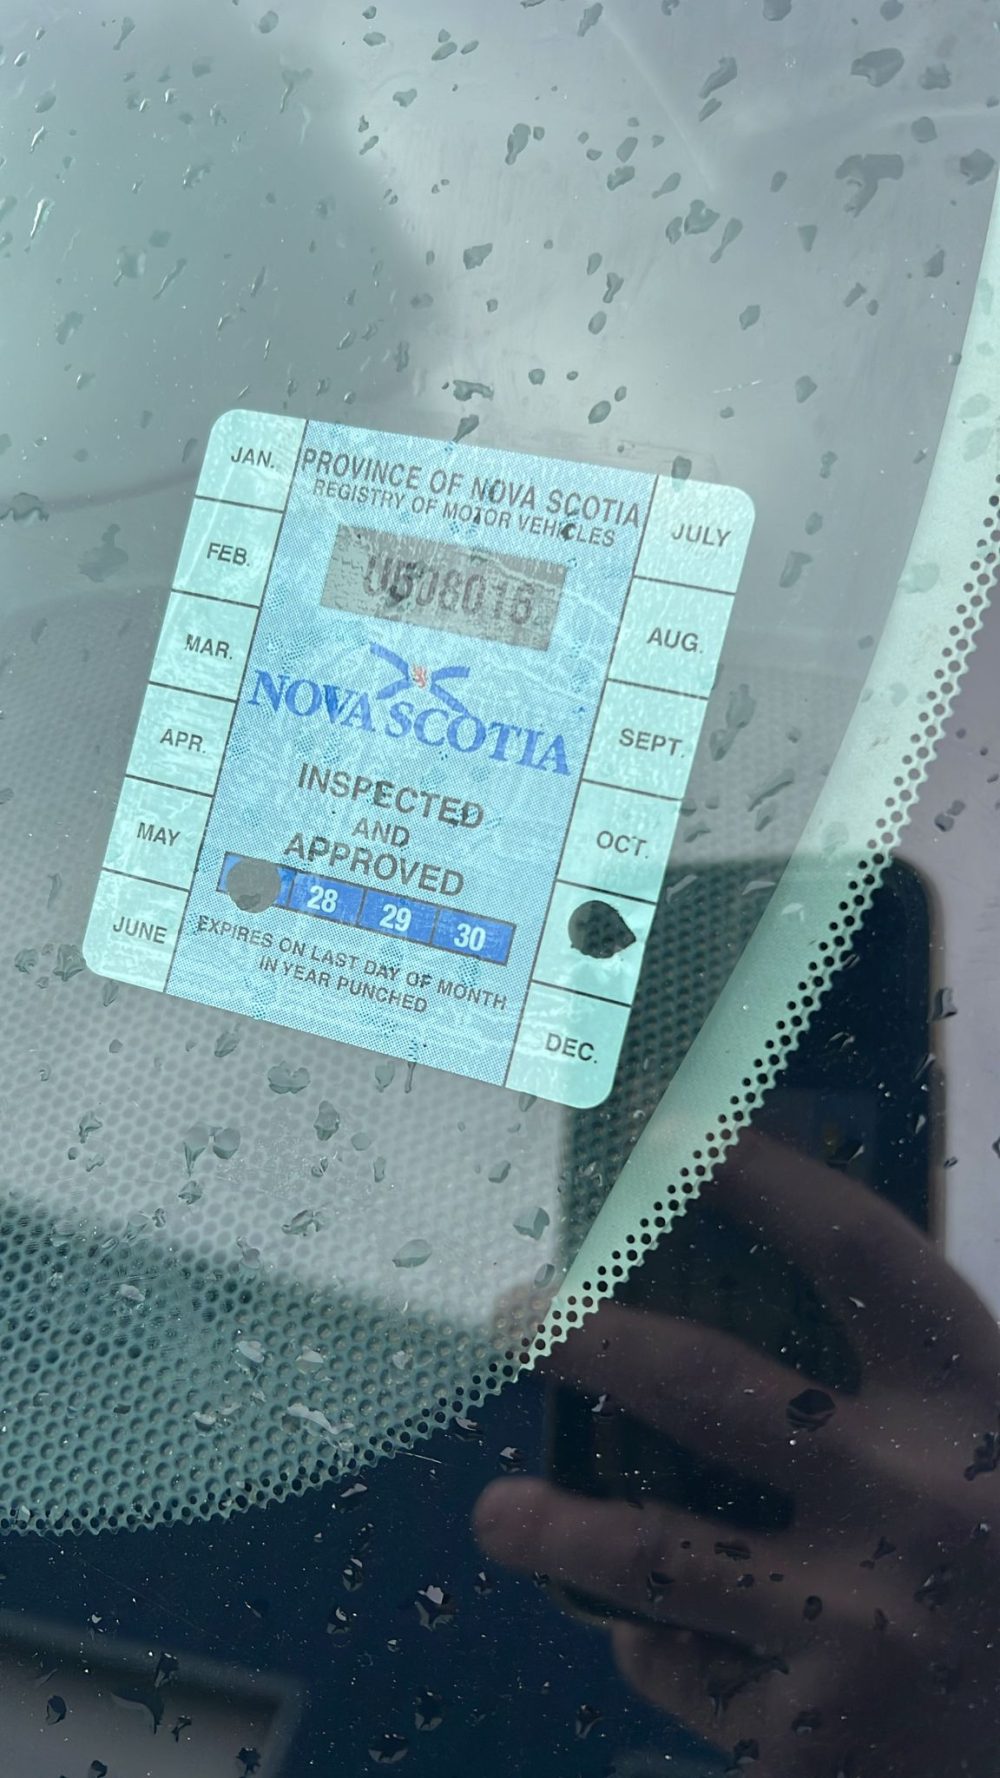 JAN.
FEB.
MAR.
APR.
MAY
JUNE
PROVINCE OF NOVA SCOTIA
REGISTRY OF MOTOR VEHICLES
U508016
NOVA SCOTIA
INSPECTED
AND
APPROVED
28 29 30
EXPIRES ON LAST DAY OF MONTH
IN YEAR PUNCHED
JULY
AUG.
SEPT.
OCT.
DEC.